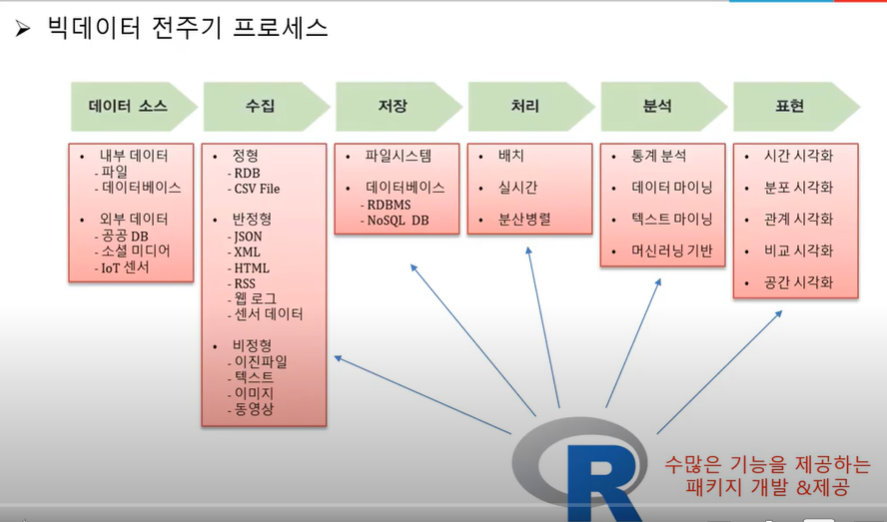 ➢ 빅데이터 전주기 프로세스
데이터 소스
수집
저장
처리
분석
표현
• 내부 데이터
- 파일
- 데이터베이스
• 외부 데이터
- 공공 DB
- 소셜 미디어
- IoT 센서
• 정형
- RDB
- CSV File
• 반정형
- JSON
- XML
- HTML
- RSS
- 웹 로그
- 센서 데이터
• 비정형
- 이진파일
- 텍스트
- 이미지
- 동영상
• 파일시스템
• 데이터베이스
- RDBMS
- NoSQL DB
• 배치
• 실시간
• 분산병렬
• 통계 분석
데이터 마이닝
텍스트 마이닝
• 머신러닝 기반
• 시간 시각화
• 분포 시각화
• 관계 시각화
• 비교 시각화
• 공간 시각화
R
수많은 기능을 제공하는
패키지 개발 &제공